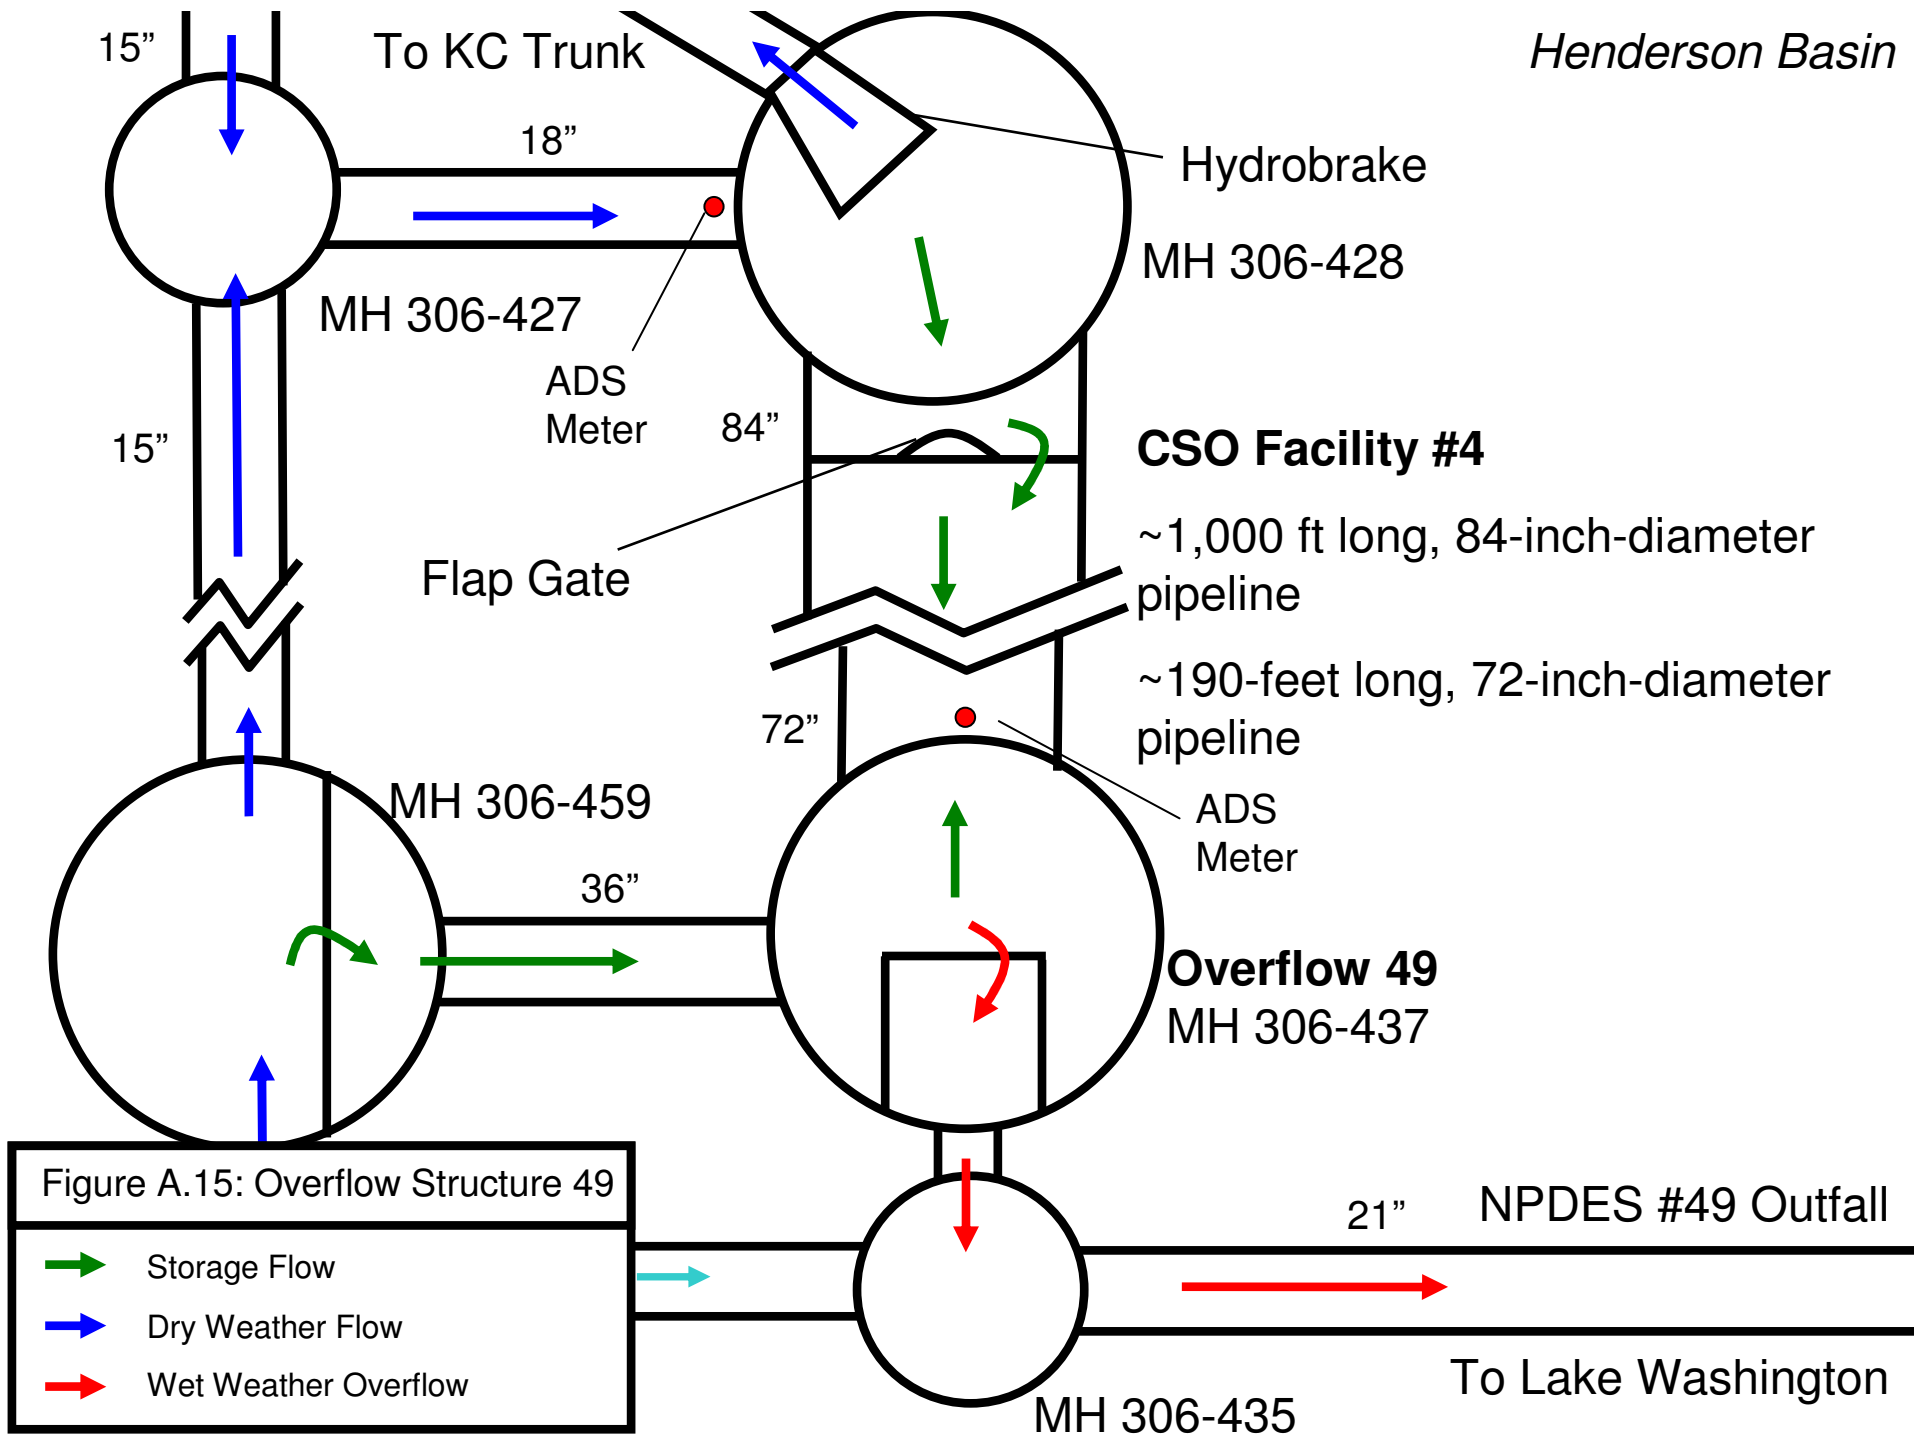 15”
To KC Trunk
Henderson Basin
18”
Hydrobrake
MH 306-428
MH 306-427
ADS
Meter
84”
15”
CSO Facility #4
~1,000 ft long, 84-inch-diameter
pipeline
Flap Gate
~190-feet long, 72-inch-diameter
pipeline
72”
MH 306-459
ADS
Meter
36”
Overflow 49
MH 306-437
Figure A.15: Overflow Structure 49
Storage Flow
Dry Weather Flow
Wet Weather Overflow
21”
NPDES #49 Outfall
To Lake Washington
MH 306-435